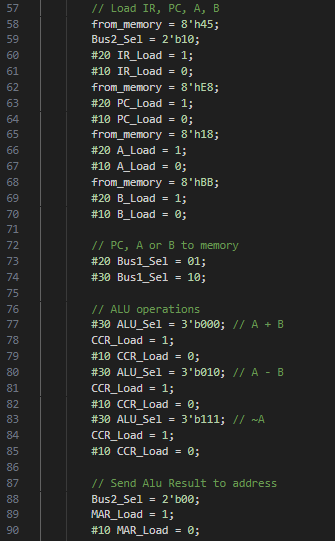 57 // Load IR, PC, A, B
58 from_memory = 8'h45;
59 Bus2_Sel = 2'b10;
60 #20 IR_Load = 1;
61 #10 IR_Load = 0;
62 from_memory = 8'hE8;
63 #20 PC_Load = 1;
64 #10 PC_Load = 0;
65 from_memory = 8'h18;
66 #20 A_Load = 1;
67 #10 A_Load = 0;
68 from_memory = 8'hBB;
69 #20 B_Load = 1;
70 #10 B_Load = 0;
71
72 // PC, A or B to memory
73 #20 Bus1_Sel = 01;
74 #30 Bus1_Sel = 10;
75
76 // ALU operations
77 #30 ALU_Sel = 3'b000; // A + B
78 CCR_Load = 1;
79 #10 CCR_Load = 0;
80 #30 ALU_Sel = 3'b010; // A - B
81 CCR_Load = 1;
82 #10 CCR_Load = 0;
83 #30 ALU_Sel = 3'b111; // ~A
84 CCR_Load = 1;
85 #10 CCR_Load = 0;
86
87 // Send Alu Result to address
88 Bus2_Sel = 2'b00;
89 MAR_Load = 1;
90 #10 MAR_Load = 0;